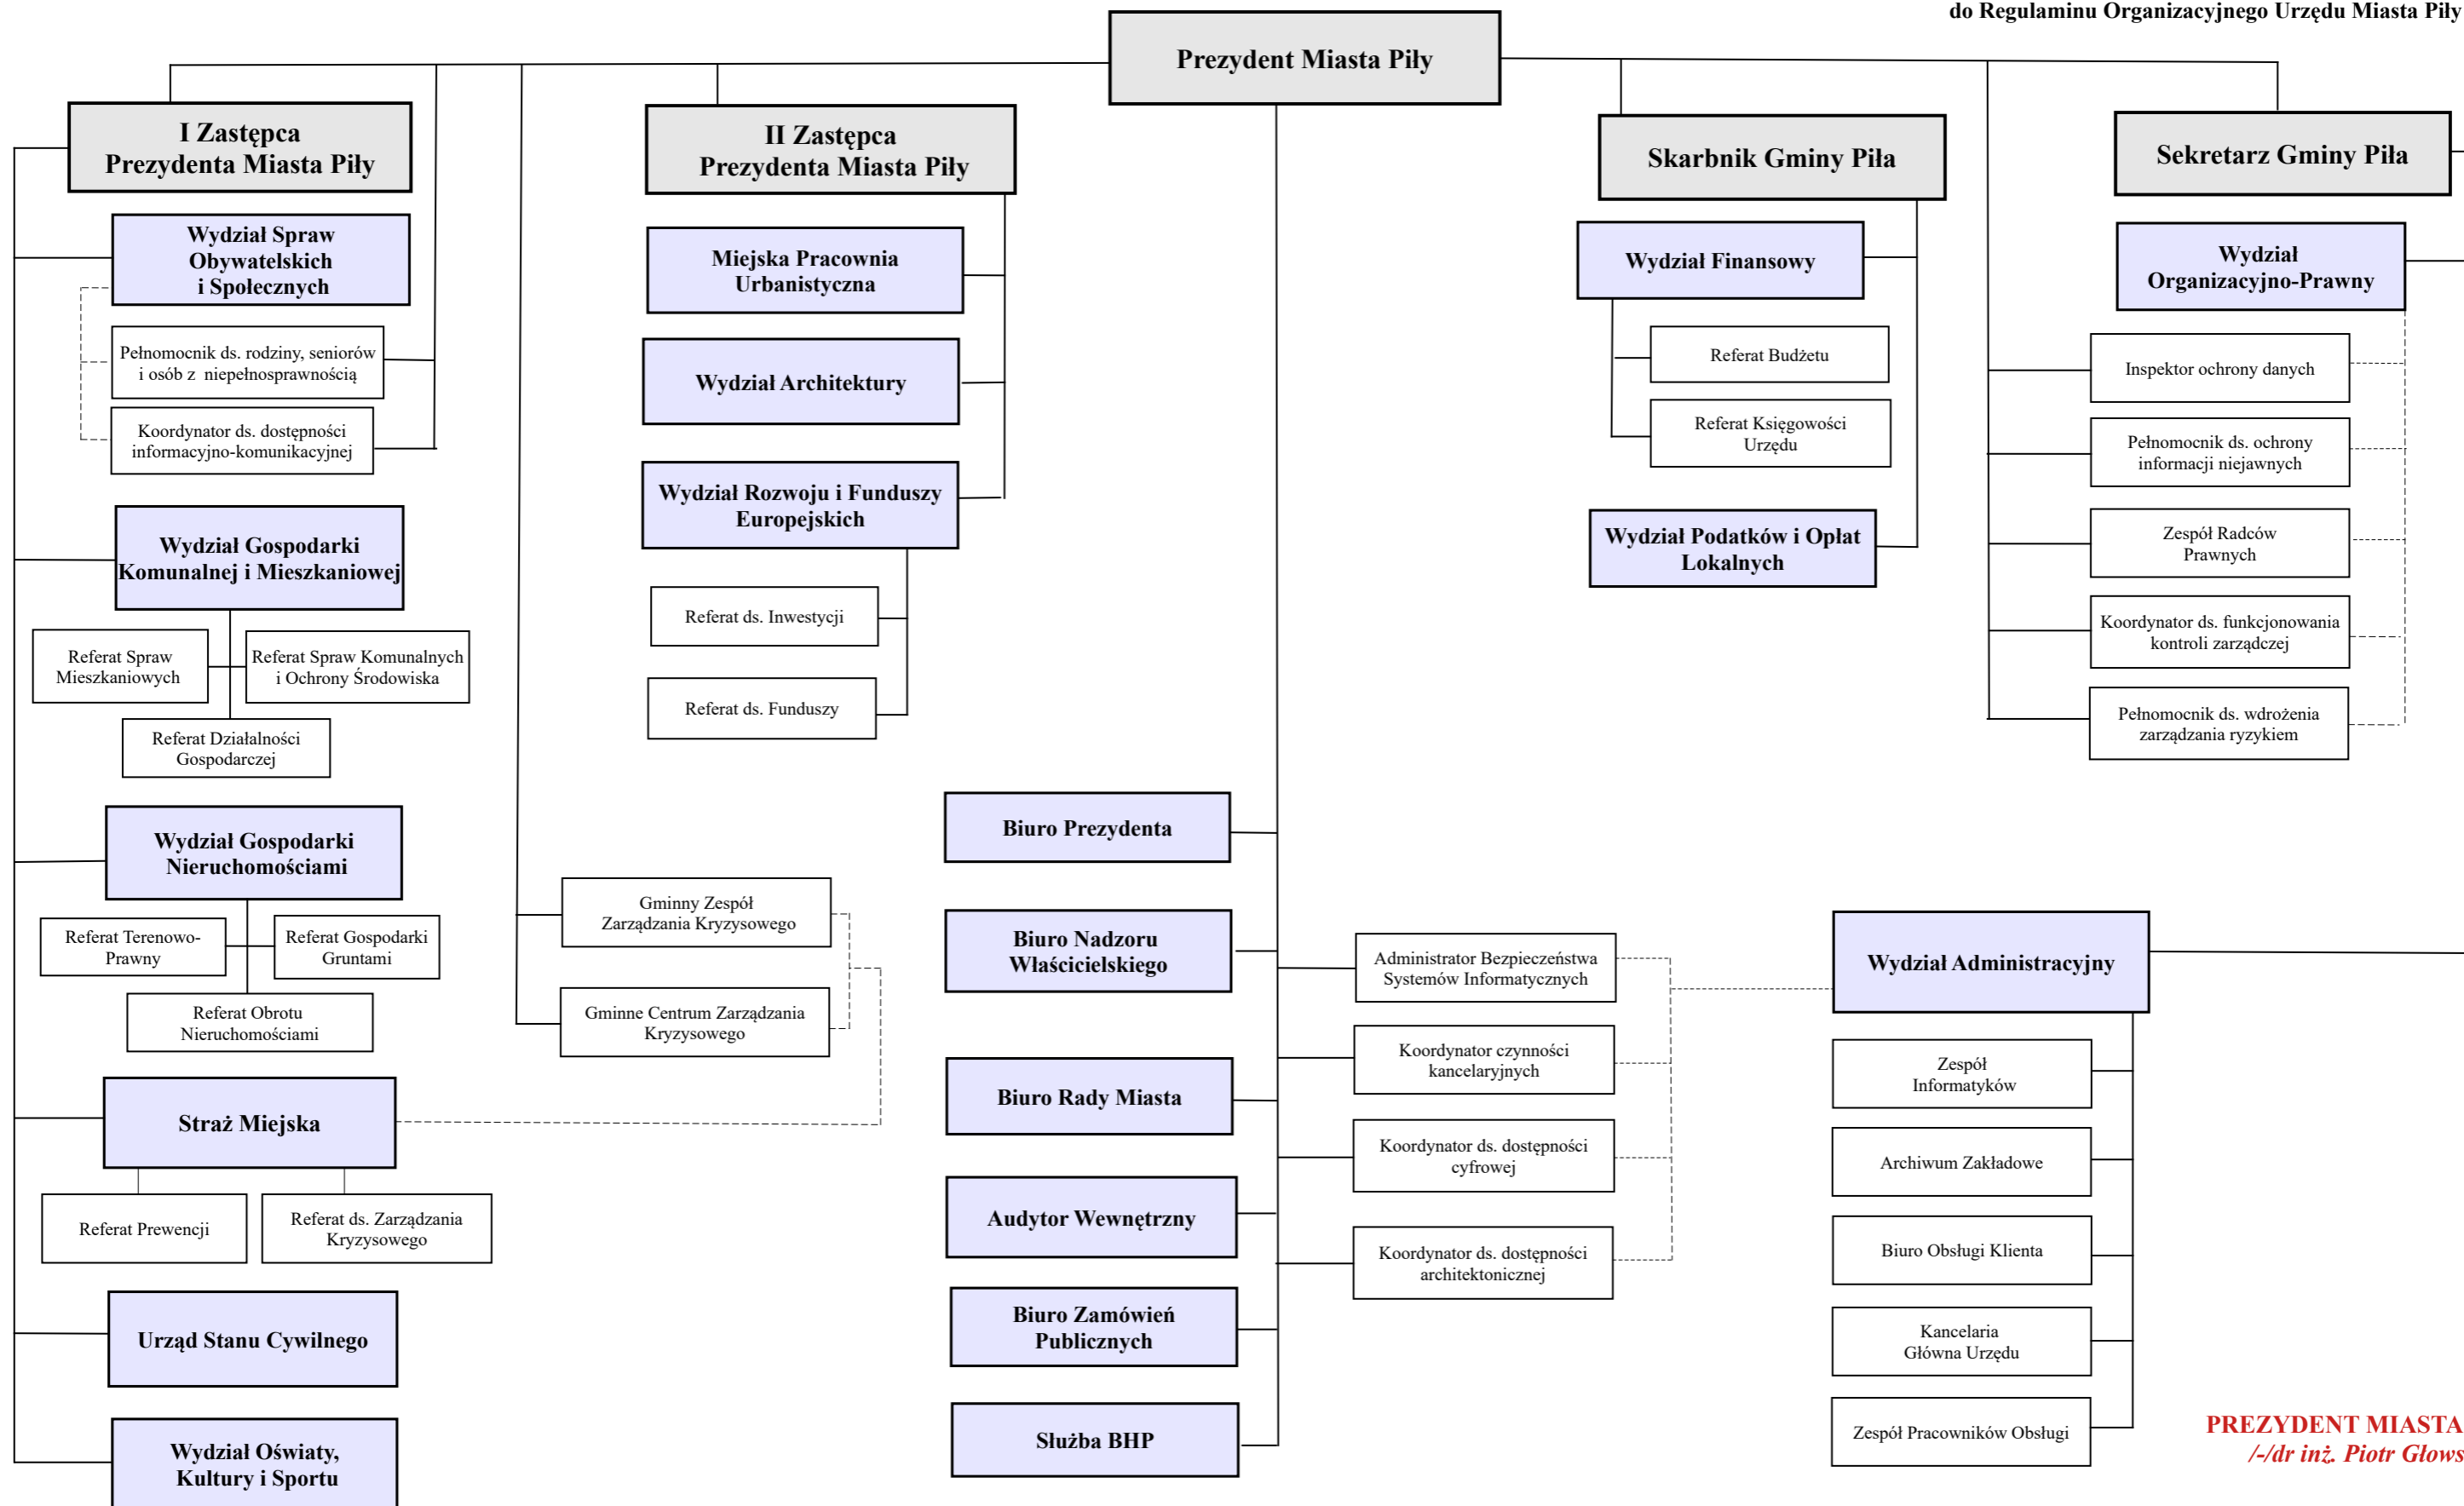 do Regulaminu Organizacyjnego Urzędu Miasta Piły
Prezydent Miasta Piły
I Zastępca
Prezydenta Miasta Piły
II Zastępca
Prezydenta Miasta Piły
Skarbnik Gminy Piła
Sekretarz Gminy Piła
Wydział Spraw
Obywatelskich
i Społecznych
Pełnomocnik ds. rodziny, seniorów
i osób z niepełnosprawnością
Koordynator ds. dostępności
informacyjno-komunikacyjnej
Wydział Gospodarki
Komunalnej i Mieszkaniowej
Referat Spraw
Mieszkaniowych
Referat Spraw Komunalnych
i Ochrony Środowiska
Referat Działalności
Gospodarczej
Wydział Gospodarki
Nieruchomościami
Referat Terenowo-
Prawny
Referat Gospodarki
Gruntami
Referat Obrotu
Nieruchomościami
Straż Miejska
Referat Prewencji
Referat ds. Zarządzania
Kryzysowego
Urząd Stanu Cywilnego
Wydział Oświaty,
Kultury i Sportu
Miejska Pracownia
Urbanistyczna
Wydział Architektury
Wydział Rozwoju i Funduszy
Europejskich
Referat ds. Inwestycji
Referat ds. Funduszy
Gminny Zespół
Zarządzania Kryzysowego
Gminne Centrum Zarządzania
Kryzysowego
Biuro Prezydenta
Biuro Nadzoru
Właścicielskiego
Biuro Rady Miasta
Audytor Wewnętrzny
Biuro Zamówień
Publicznych
Służba BHP
Administrator Bezpieczeństwa
Systemów Informatycznych
Koordynator czynności
kancelaryjnych
Koordynator ds. dostępności
cyfrowej
Koordynator ds. dostępności
architektonicznej
Wydział Finansowy
Referat Budżetu
Referat Księgowości
Urzędu
Wydział Podatków i Opłat
Lokalnych
Wydział
Organizacyjno-Prawny
Inspektor ochrony danych
Pełnomocnik ds. ochrony
informacji niejawnych
Zespół Radców
Prawnych
Koordynator ds. funkcjonowania
kontroli zarządczej
Pełnomocnik ds. wdrożenia
zarządzania ryzykiem
Wydział Administracyjny
Zespół
Informatyków
Archiwum Zakładowe
Biuro Obsługi Klienta
Kancelaria
Główna Urzędu
Zespół Pracowników Obsługi
PREZYDENT MIASTA
/-/dr inż. Piotr Głows